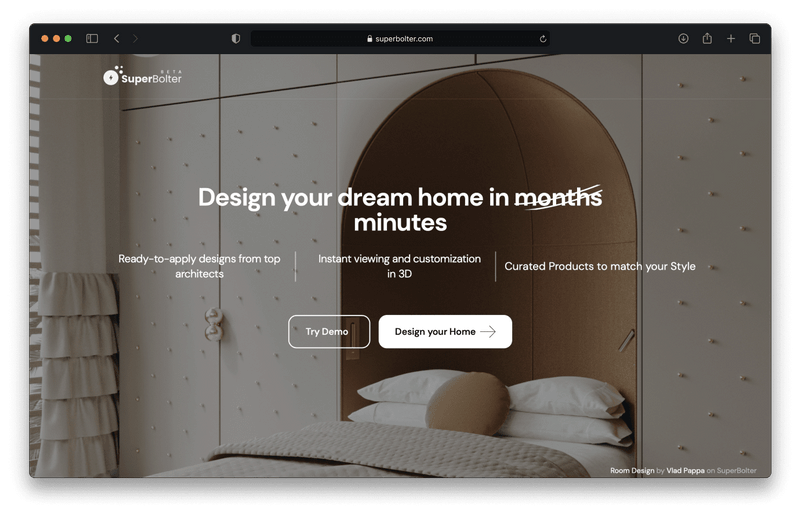 superbolter.com
BETA
SuperBolter
Design your dream home in months
minutes
Ready-to-apply designs from top
architects
Instant viewing and customization
in 3D
Curated Products to match your Style
Try Demo
Design your Home
Room Design by Vlad Pappa on SuperBolter